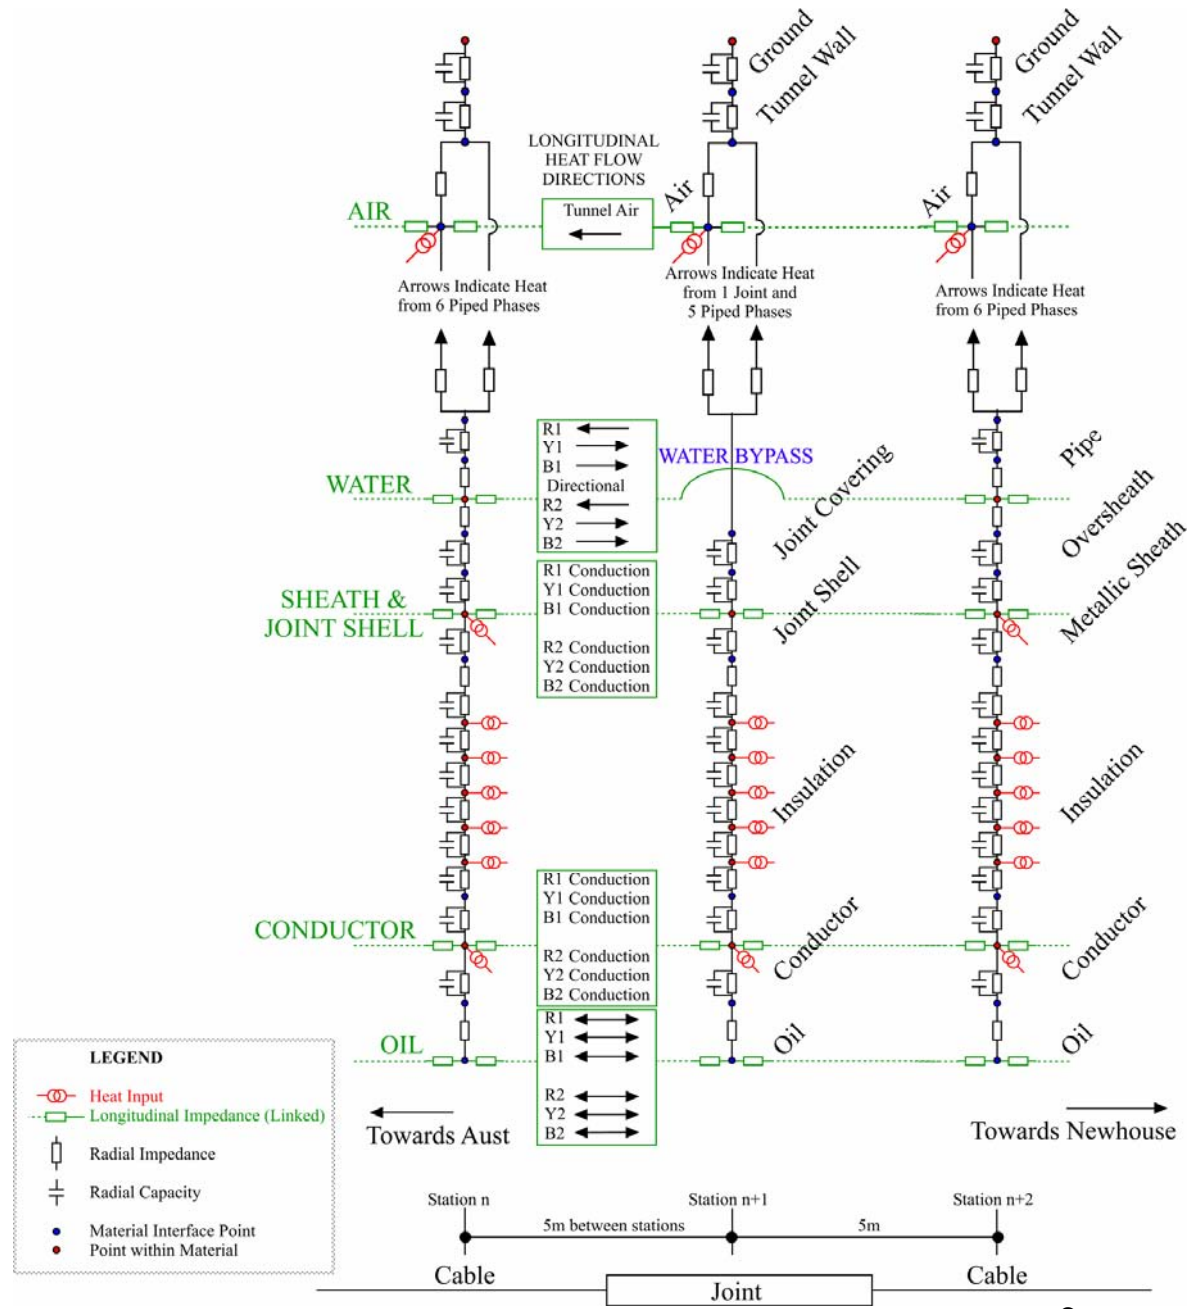 Ground
Tunnel Wall
Ground
Tunnel Wall
LONGITUDINAL
HEAT FLOW
DIRECTIONS
AIR
Tunnel Air
Air
Air
Arrows Indicate Heat
from 6 Piped Phases
Arrows Indicate Heat
from 1 Joint and
5 Piped Phases
Arrows Indicate Heat
from 6 Piped Phases
R1
Y1
B1
Directional
R2
Y2
B2
WATER BYPASS
WATER
Joint Covering
Pipe
Oversheath
SHEATH &
JOINT SHELL
R1 Conduction
Y1 Conduction
B1 Conduction
R2 Conduction
Y2 Conduction
B2 Conduction
Joint Shell
Metallic Sheath
Insulation
Insulation
CONDUCTOR
R1 Conduction
Y1 Conduction
B1 Conduction
R2 Conduction
Y2 Conduction
B2 Conduction
Conductor
Conductor
OIL
R1
Y1
B1
R2
Y2
B2
Oil
Oil
LEGEND
Heat Input
Longitudinal Impedance (Linked)
Radial Impedance
Radial Capacity
Material Interface Point
Point within Material
Towards Aust
Towards Newhouse
Station n
Station n+1
Station n+2
5m between stations
5m
Cable
Joint
Cable